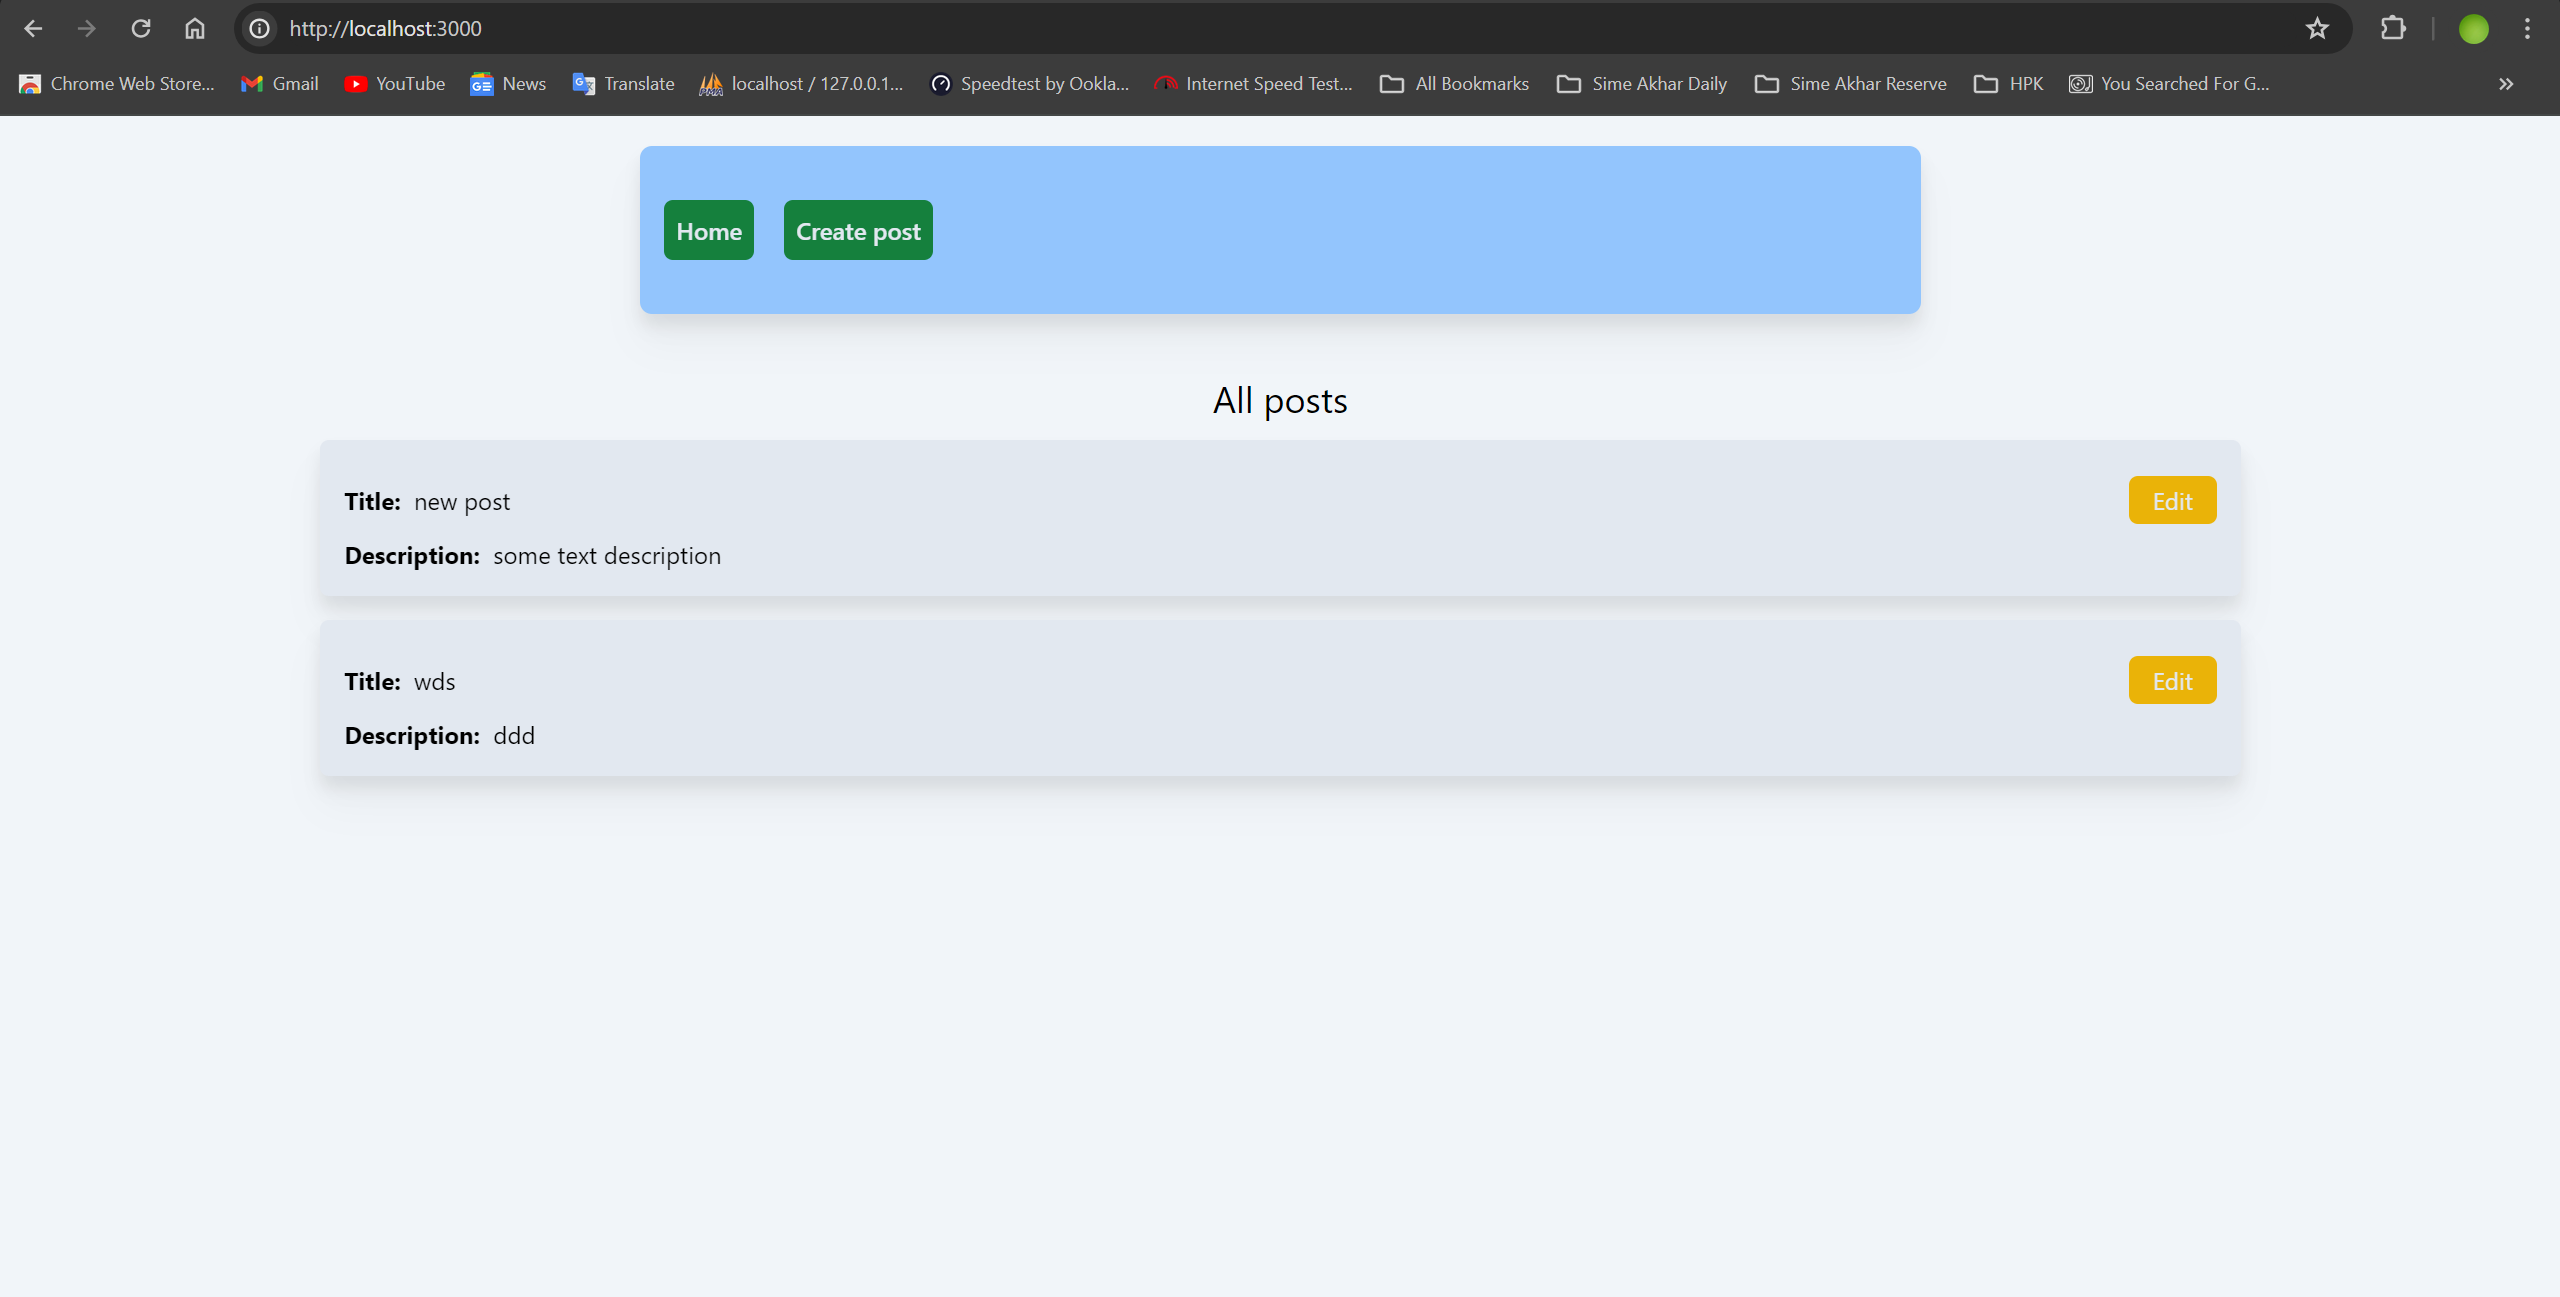 http://localhost:3000
Chrome Web Store... Gmail YouTube News Translate localhost / 127.0.0.1... Speedtest by Ookla... Internet Speed Test... All Bookmarks Sime Akhar Daily Sime Akhar Reserve HPK You Searched For G...
Home Create post
All posts
Title: new post Edit
Description: some text description
Title: wds Edit
Description: ddd